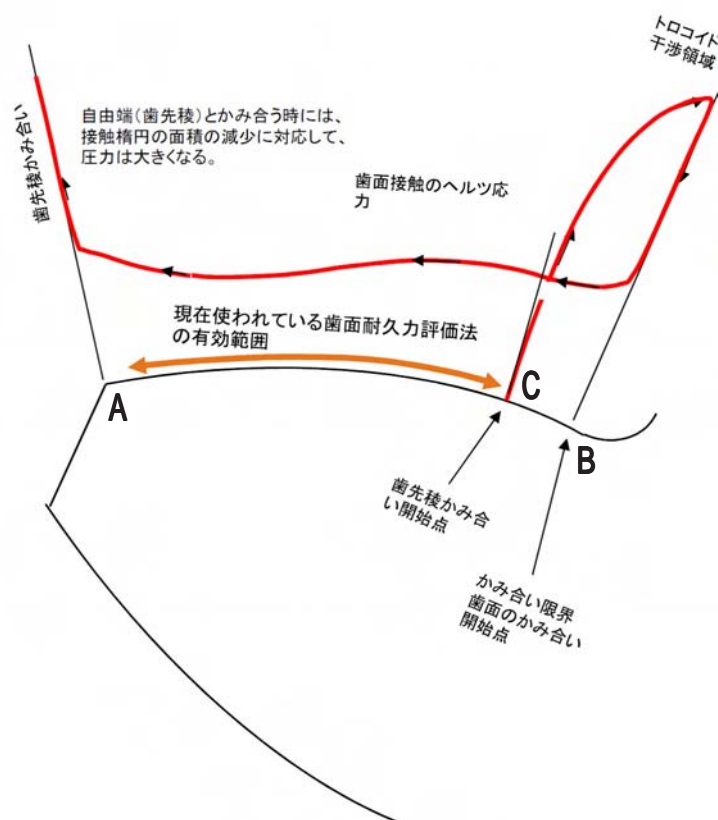 トロコイド
干渉領域
歯先稜かみ合い
自由端(歯先稜)とかみ合う時には、
接触楕円の面積の減少に対応して、
圧力は大きくなる。
歯面接触のヘルツ応
力
現在使われている歯面耐久力評価法
の有効範囲
A
C
B
歯先稜かみ合
い開始点
かみ合い限界
歯面のかみ合い
開始点